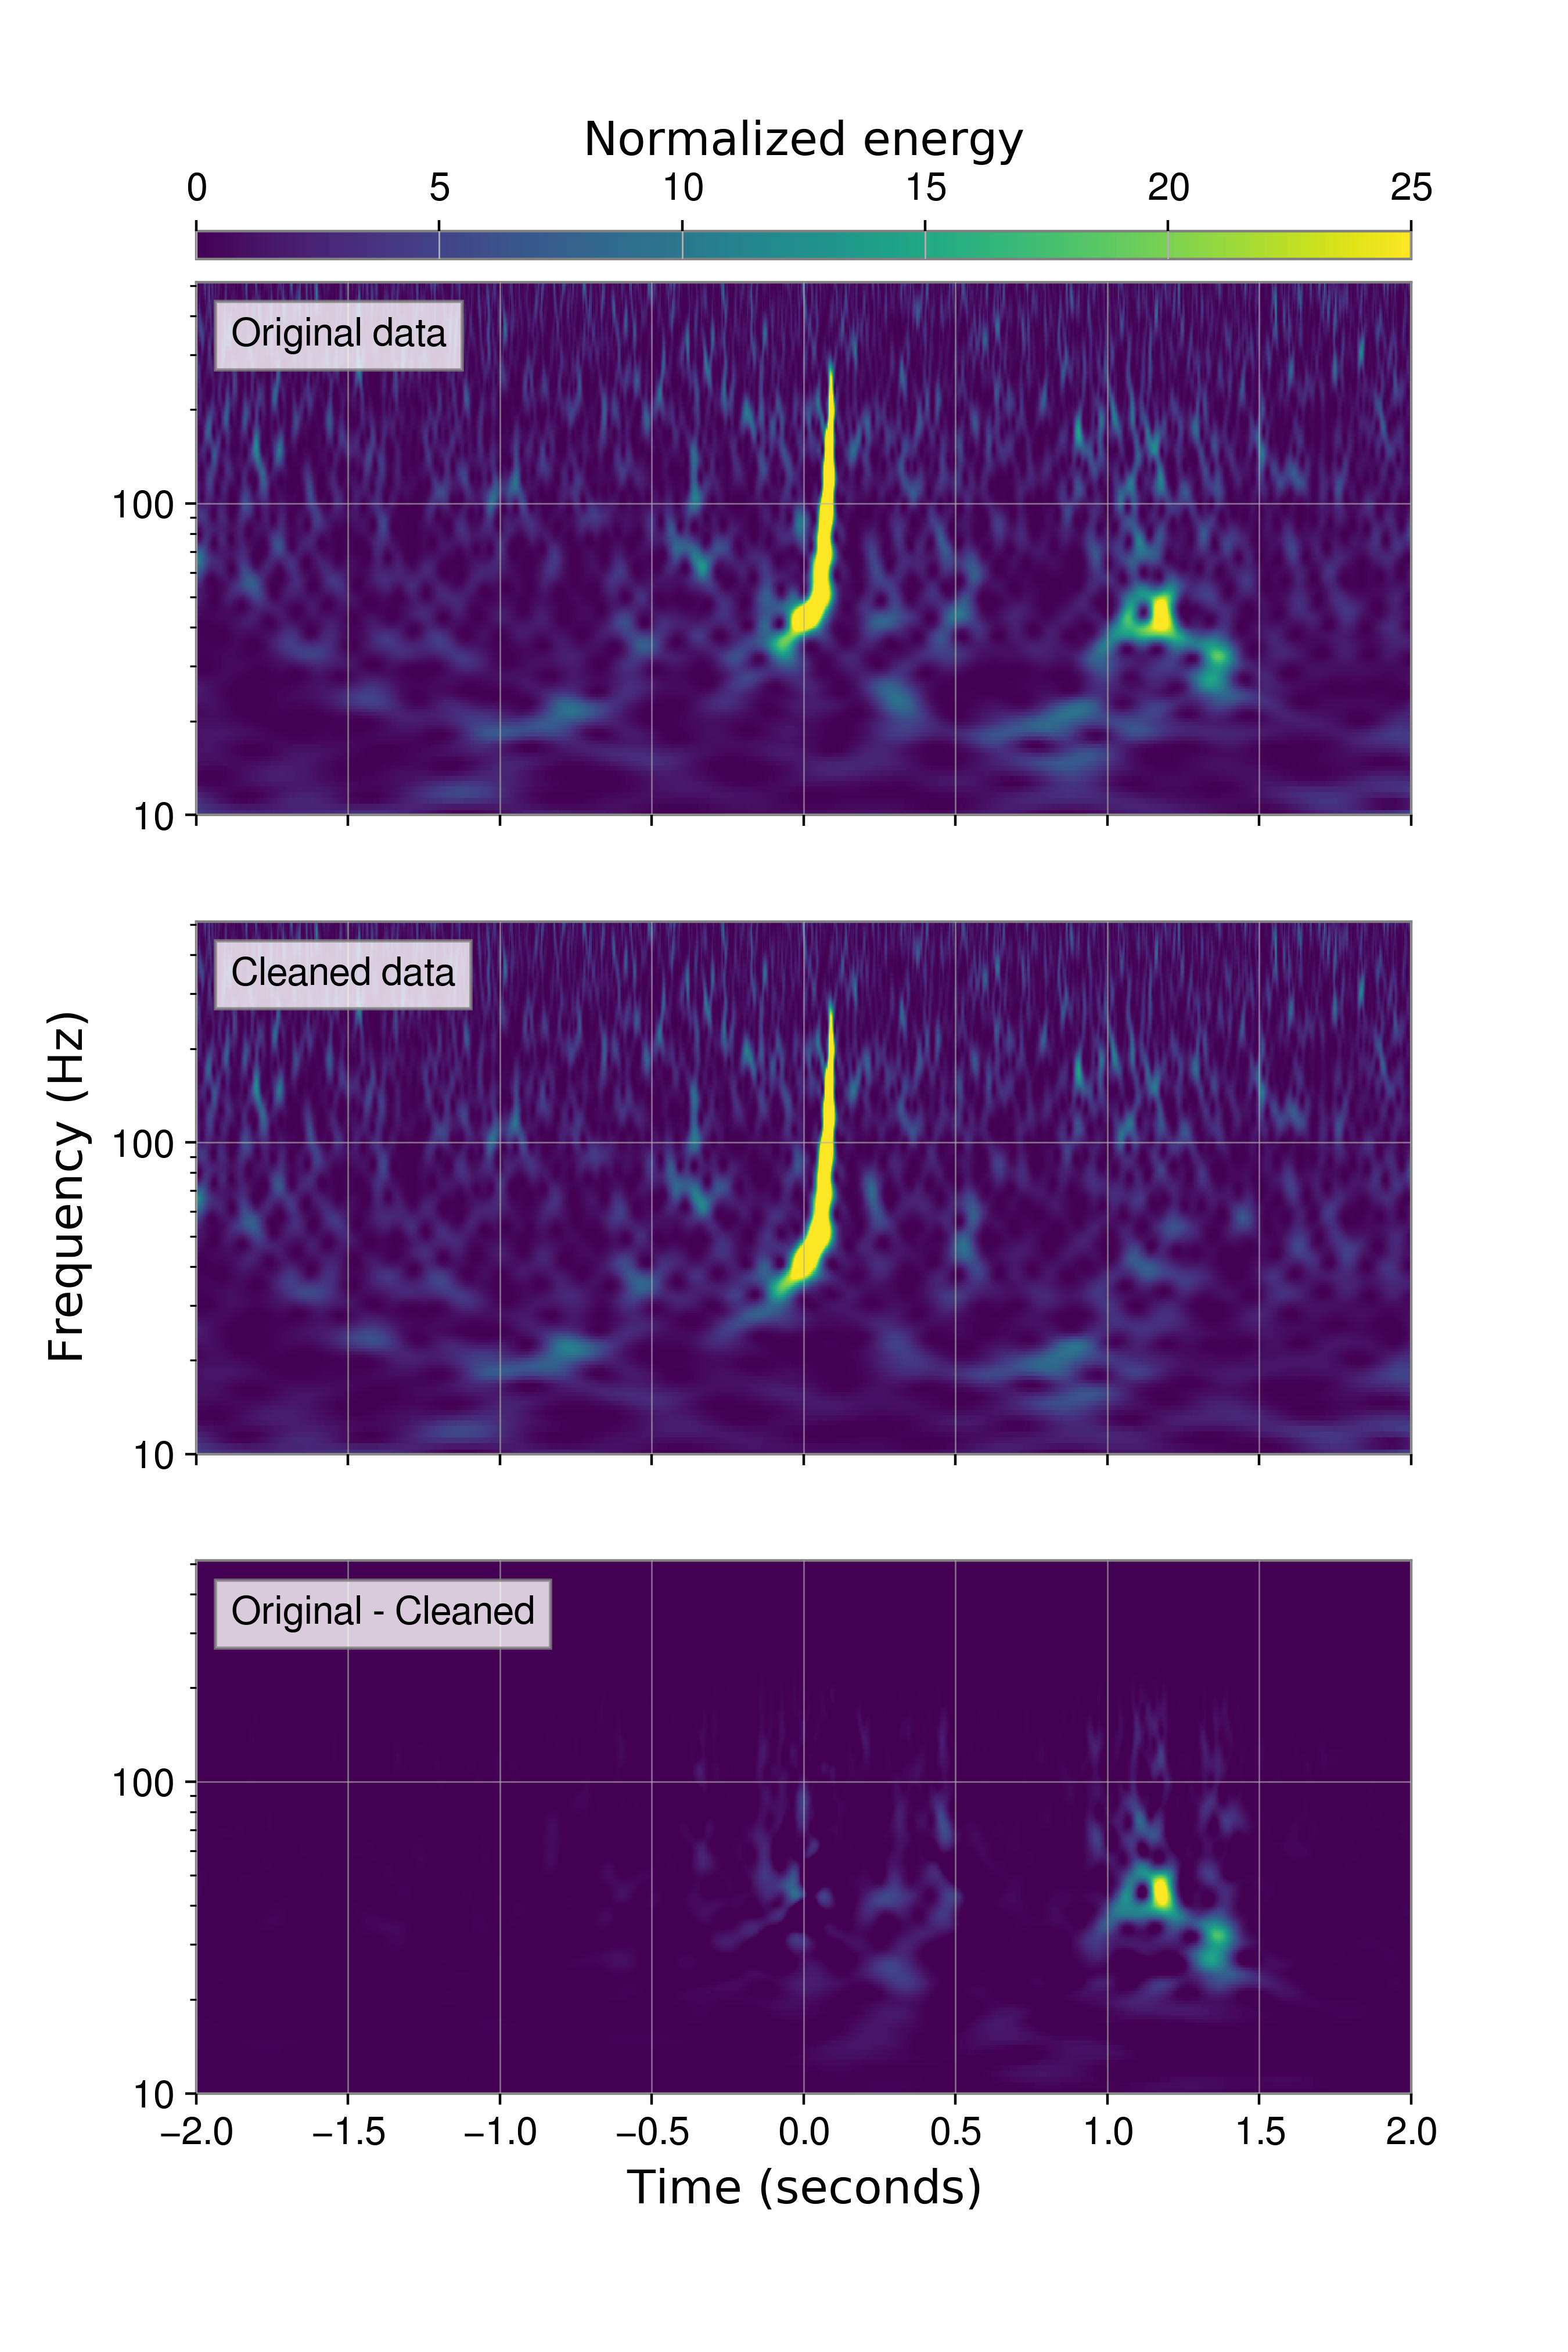 Normalized energy
0 5 10 15 20 25
Original data
100
10
Cleaned data
100
10
Frequency (Hz)
Original - Cleaned
100
10
−2.0 −1.5 −1.0 −0.5 0.0 0.5 1.0 1.5 2.0
Time (seconds)